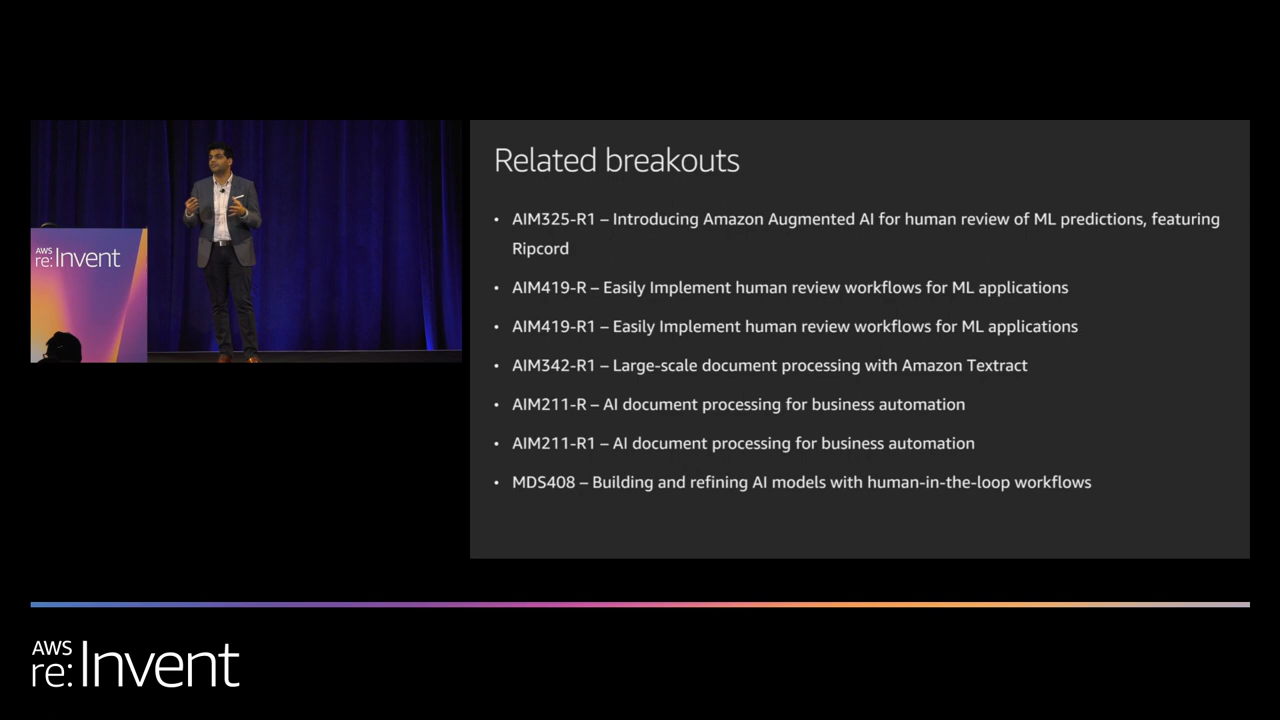 Related breakouts
• AIM325-R1 – Introducing Amazon Augmented AI for human review of ML predictions, featuring
Ripcord
• AIM419-R – Easily Implement human review workflows for ML applications
• AIM419-R1 – Easily Implement human review workflows for ML applications
• AIM342-R1 – Large-scale document processing with Amazon Textract
• AIM211-R – AI document processing for business automation
• AIM211-R1 – AI document processing for business automation
• MDS408 – Building and refining AI models with human-in-the-loop workflows
AWS
re:Invent
AWS
re:Invent